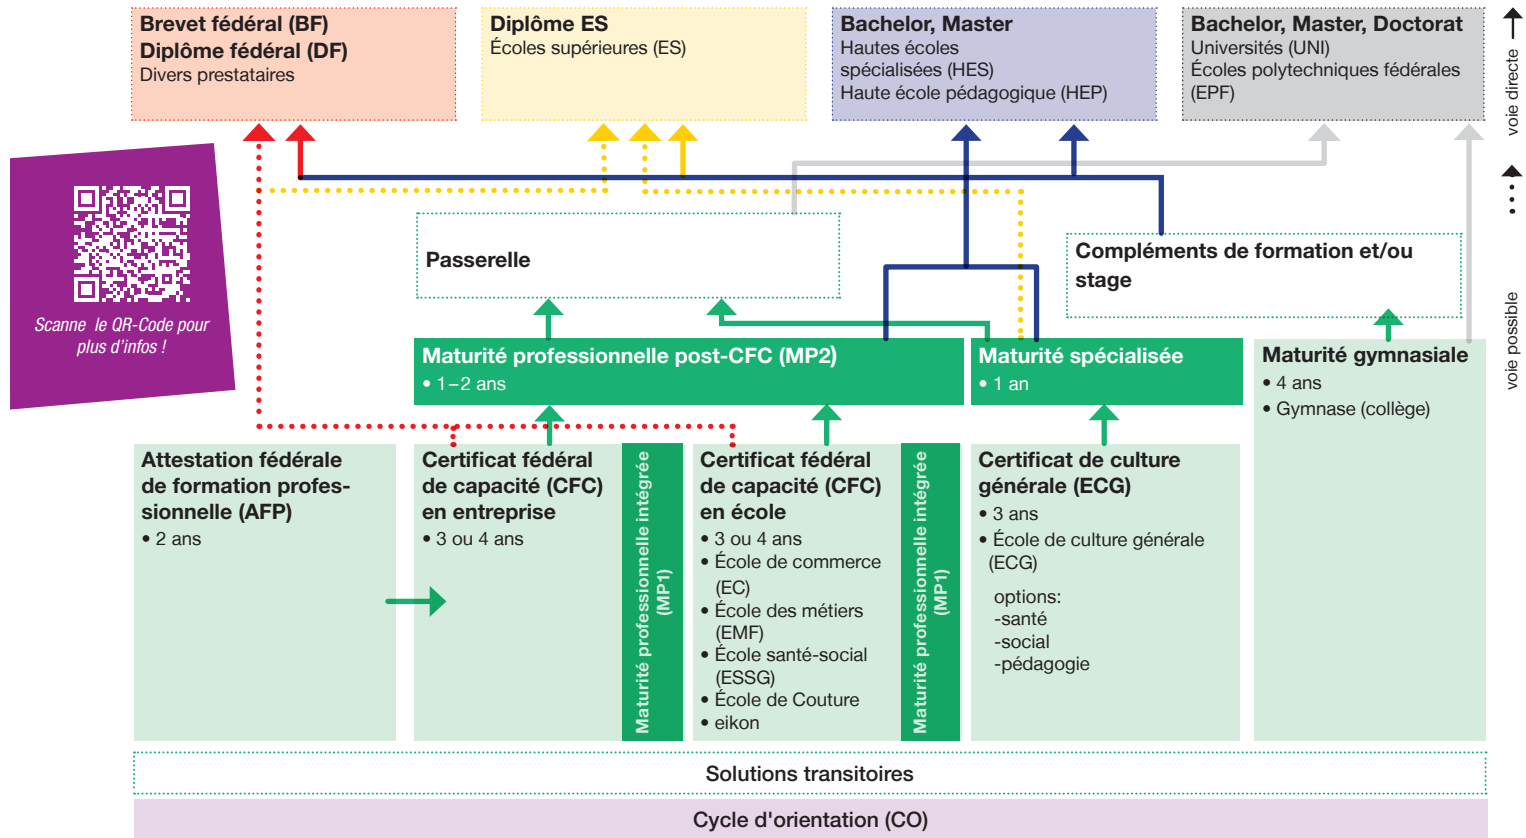 Brevet fédéral (BF)
Diplôme fédéral (DF)
Divers prestataires
Diplôme ES
Écoles supérieures (ES)
Bachelor, Master
Hautes écoles
spécialisées (HES)
Haute école pédagogique (HEP)
Bachelor, Master, Doctorat
Universités (UNI)
Écoles polytechniques fédérales
(EPF)
voie directe
voie possible
Scanne le QR-Code pour
plus d'infos !
Passerelle
Compléments de formation et/ou
stage
Maturité professionnelle post-CFC (MP2)
• 1–2 ans
Maturité spécialisée
• 1 an
Maturité gymnasiale
• 4 ans
• Gymnase (collège)
Attestation fédérale
de formation profes-
sionnelle (AFP)
• 2 ans
Certificat fédéral
de capacité (CFC)
en entreprise
• 3 ou 4 ans
Maturité professionnelle intégrée
(MP1)
Certificat fédéral
de capacité (CFC)
en école
• 3 ou 4 ans
• École de commerce
(EC)
• École des métiers
(EMF)
• École santé-social
(ESSG)
• École de Couture
• eikon
Maturité professionnelle intégrée
(MP1)
Certificat de culture
générale (ECG)
• 3 ans
• École de culture générale
(ECG)
options:
-santé
-social
-pédagogie
Solutions transitoires
Cycle d'orientation (CO)